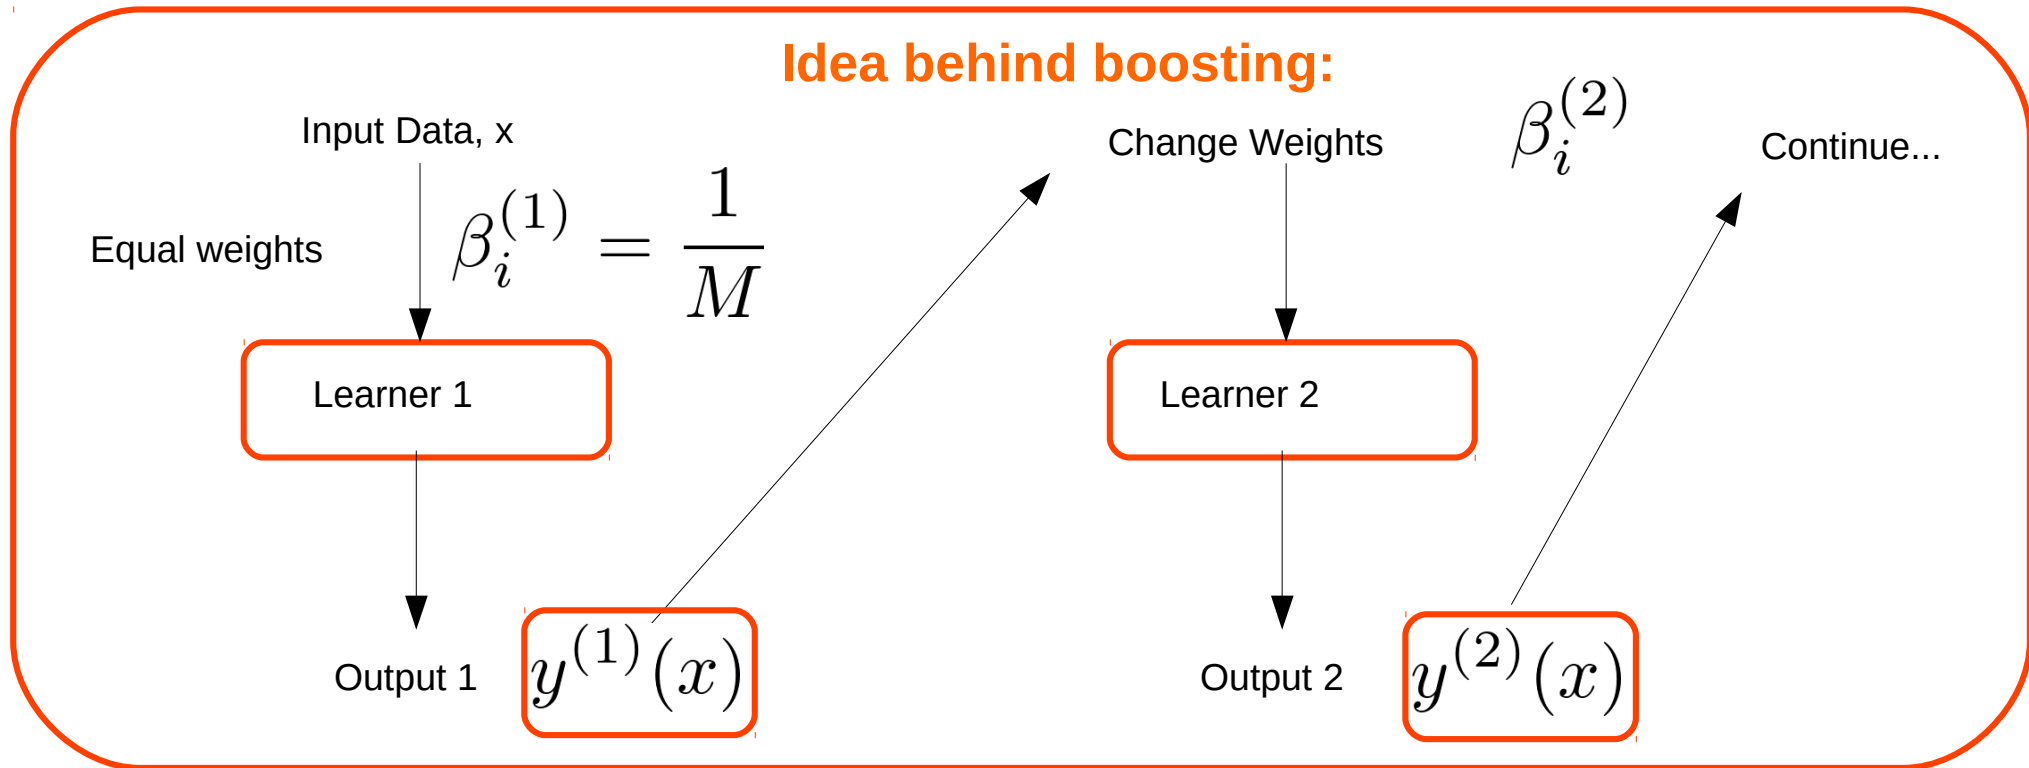 Idea behind boosting:
Input Data, x
Equal weights
β_i^{(1)} = \frac{1}{M}
Learner 1
Output 1
y^{(1)}(x)
Change Weights
β_i^{(2)}
Learner 2
Output 2
y^{(2)}(x)
Continue...